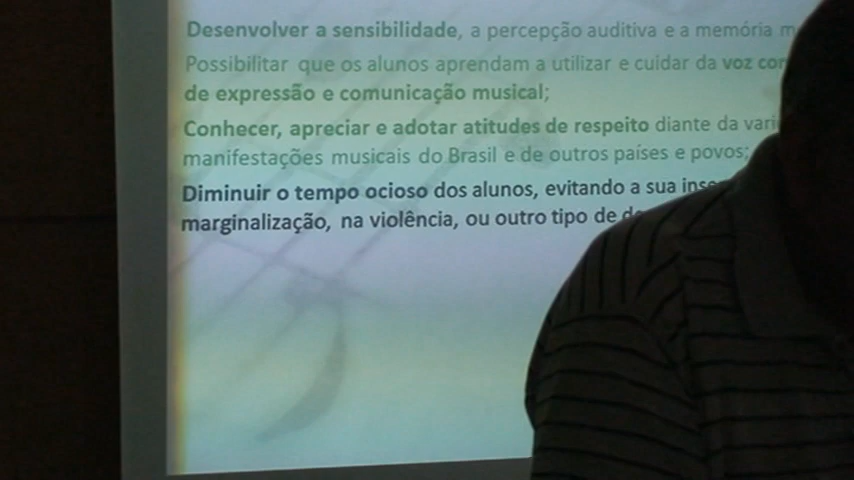 Desenvolver a sensibilidade, a percepção auditiva e a memória
Possibilitar que os alunos aprendam a utilizar e cuidar da voz
de expressão e comunicação musical;
Conhecer, apreciar e adotar atitudes de respeito diante da
manifestações musicais do Brasil e de outros países e povos;
Diminuir o tempo ocioso dos alunos, evitando a sua
marginalização, na violência, ou outro tipo de